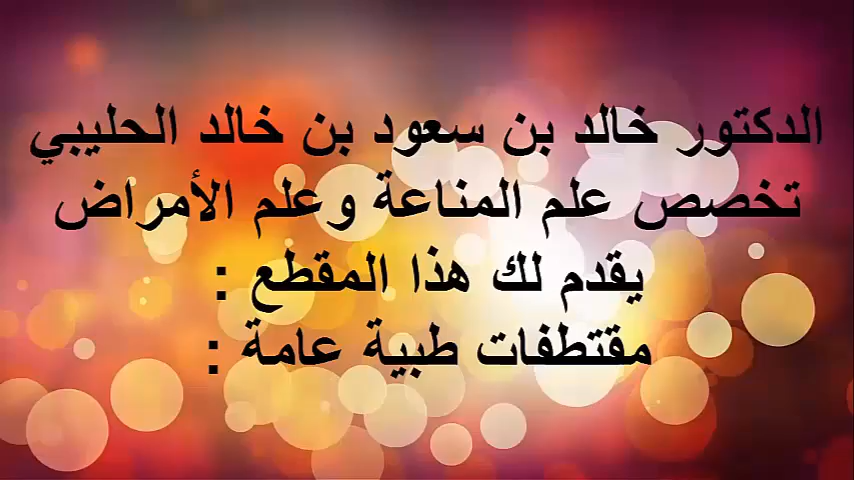 الدكتور خالد بن سعود بن خالد الحليبي
تخصص علم المناعة وعلم الأمراض
يقدم لك هذا المقطع :
مقتطفات طبية عامة :